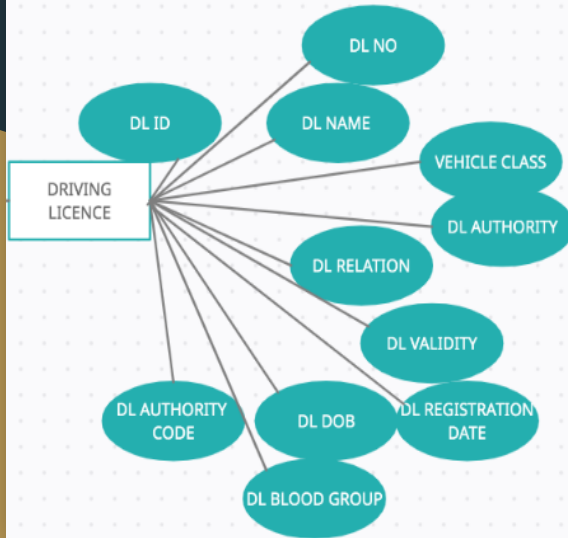 DL NO
DL ID
DL NAME
VEHICLE CLASS
DRIVING
LICENCE
DL AUTHORITY
DL RELATION
DL VALIDITY
DL AUTHORITY
CODE
DL DOB
DL REGISTRATION
DATE
DL BLOOD GROUP